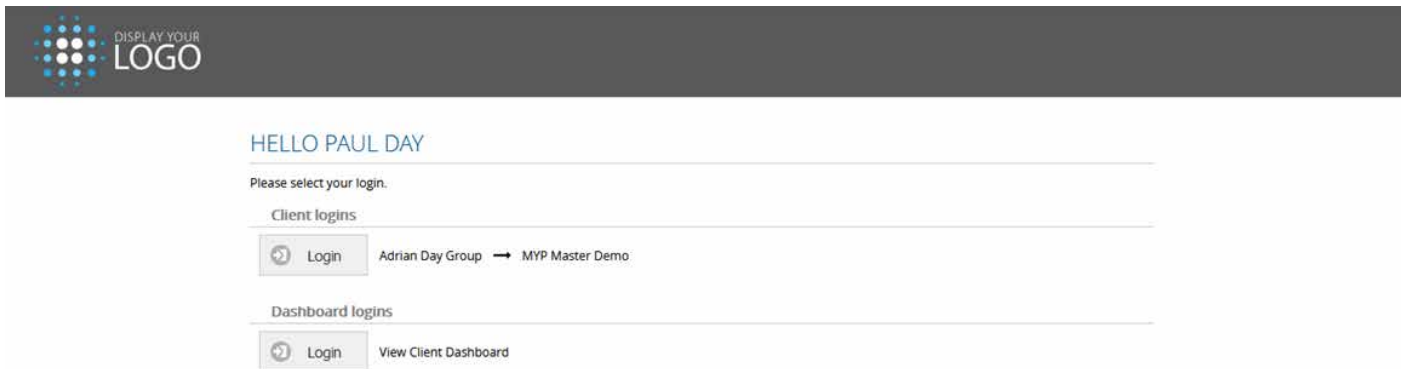 DISPLAY YOUR
LOGO
HELLO PAUL DAY
Please select your login.
Client logins
Login Adrian Day Group → MYP Master Demo
Dashboard logins
Login View Client Dashboard